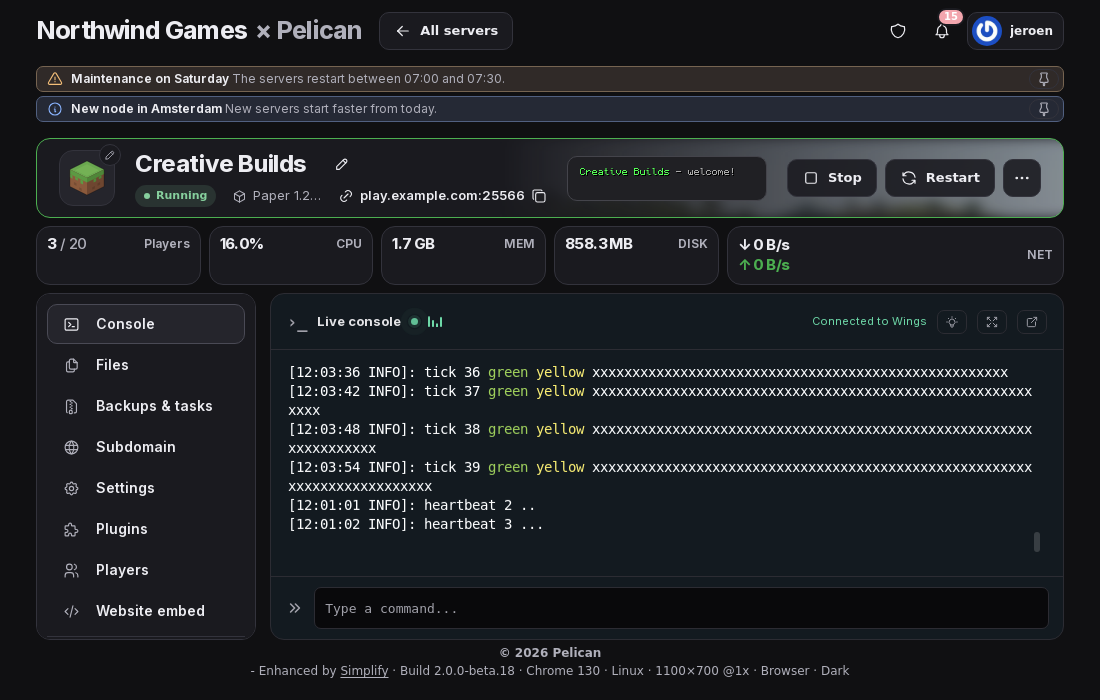 Northwind Games × Pelican
All servers
15
jeroen
Maintenance on Saturday The servers restart between 07:00 and 07:30.
New node in Amsterdam New servers start faster from today.
Creative Builds
Running
Paper 1.2...
play.example.com:25566
Creative Builds – welcome!
Stop
Restart
...
3 / 20 Players
16.0% CPU
1.7 GB MEM
858.3 MB DISK
↓ 0 B/s
↑ 0 B/s
NET
Console
Files
Backups & tasks
Subdomain
Settings
Plugins
Players
Website embed
Live console
Connected to Wings
[12:03:36 INFO]: tick 36 green yellow xxxxxxxxxxxxxxxxxxxxxxxxxxxxxxxxxxxxxxxxxxxxxxxxxxxx
[12:03:42 INFO]: tick 37 green yellow xxxxxxxxxxxxxxxxxxxxxxxxxxxxxxxxxxxxxxxxxxxxxxxxxxxxxxx
xxxx
[12:03:48 INFO]: tick 38 green yellow xxxxxxxxxxxxxxxxxxxxxxxxxxxxxxxxxxxxxxxxxxxxxxxxxxxxxxx
xxxxxxxxxxx
[12:03:54 INFO]: tick 39 green yellow xxxxxxxxxxxxxxxxxxxxxxxxxxxxxxxxxxxxxxxxxxxxxxxxxxxxxxx
xxxxxxxxxxxxxxxxxx
[12:01:01 INFO]: heartbeat 2 ..
[12:01:02 INFO]: heartbeat 3 ...
Type a command...
© 2026 Pelican
- Enhanced by Simplify · Build 2.0.0-beta.18 · Chrome 130 · Linux · 1100×700 @1x · Browser · Dark